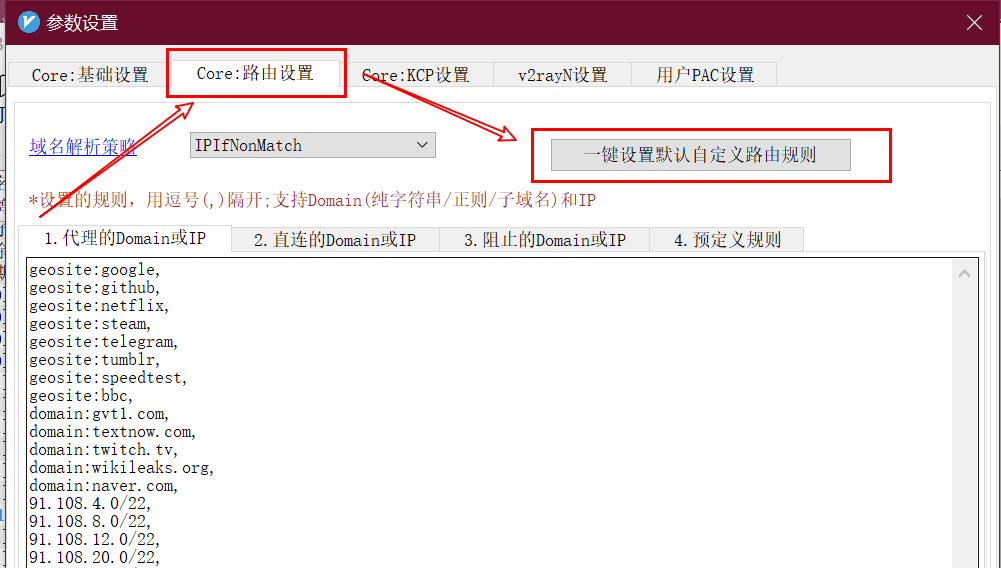 参数设置
Core:基础设置 Core:路由设置 Core:KCP设置 v2rayN设置 用户PAC设置
域名解析策略 IPIfNonMatch 一键设置默认自定义路由规则
*设置的规则，用逗号(,)隔开;支持Domain(纯字符串/正则/子域名)和IP
1.代理的Domain或IP 2.直连的Domain或IP 3.阻止的Domain或IP 4.预定义规则
geosite:google,
geosite:github,
geosite:netflix,
geosite:steam,
geosite:telegram,
geosite:tumblr,
geosite:speedtest,
geosite:bbc,
domain:gvt1.com,
domain:textnow.com,
domain:twitch.tv,
domain:wikileaks.org,
domain:naver.com,
91.108.4.0/22,
91.108.8.0/22,
91.108.12.0/22,
91.108.20.0/22,